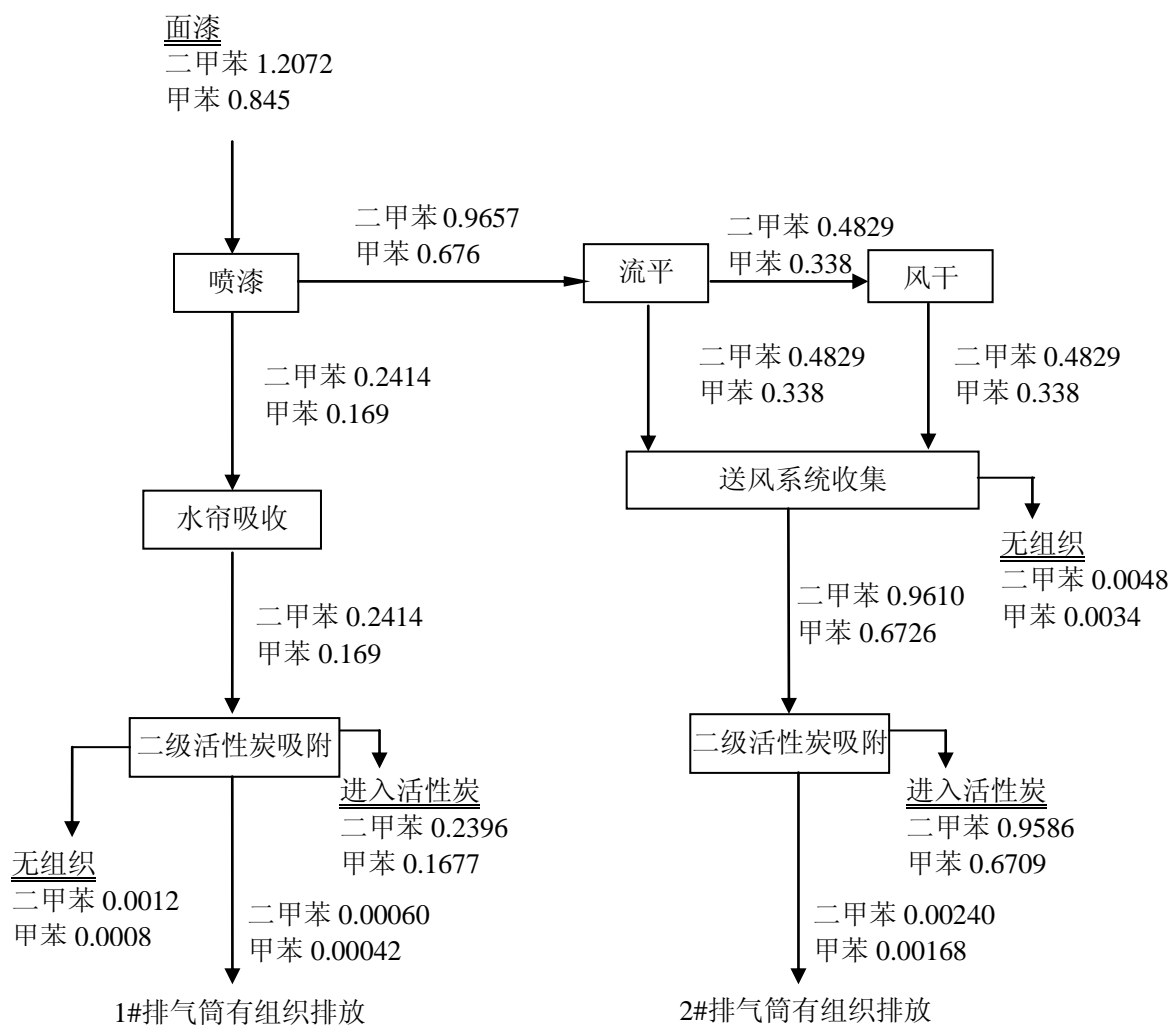 面漆
二甲苯 1.2072
甲苯 0.845
二甲苯 0.9657
甲苯 0.676
二甲苯 0.4829
甲苯 0.338
喷漆
流平
风干
二甲苯 0.2414
甲苯 0.169
二甲苯 0.4829
甲苯 0.338
二甲苯 0.4829
甲苯 0.338
送风系统收集
水帘吸收
无组织
二甲苯 0.0048
甲苯 0.0034
二甲苯 0.2414
甲苯 0.169
二甲苯 0.9610
甲苯 0.6726
二级活性炭吸附
二级活性炭吸附
进入活性炭
二甲苯 0.2396
甲苯 0.1677
进入活性炭
二甲苯 0.9586
甲苯 0.6709
无组织
二甲苯 0.0012
甲苯 0.0008
二甲苯 0.00060
甲苯 0.00042
二甲苯 0.00240
甲苯 0.00168
1#排气筒有组织排放
2#排气筒有组织排放